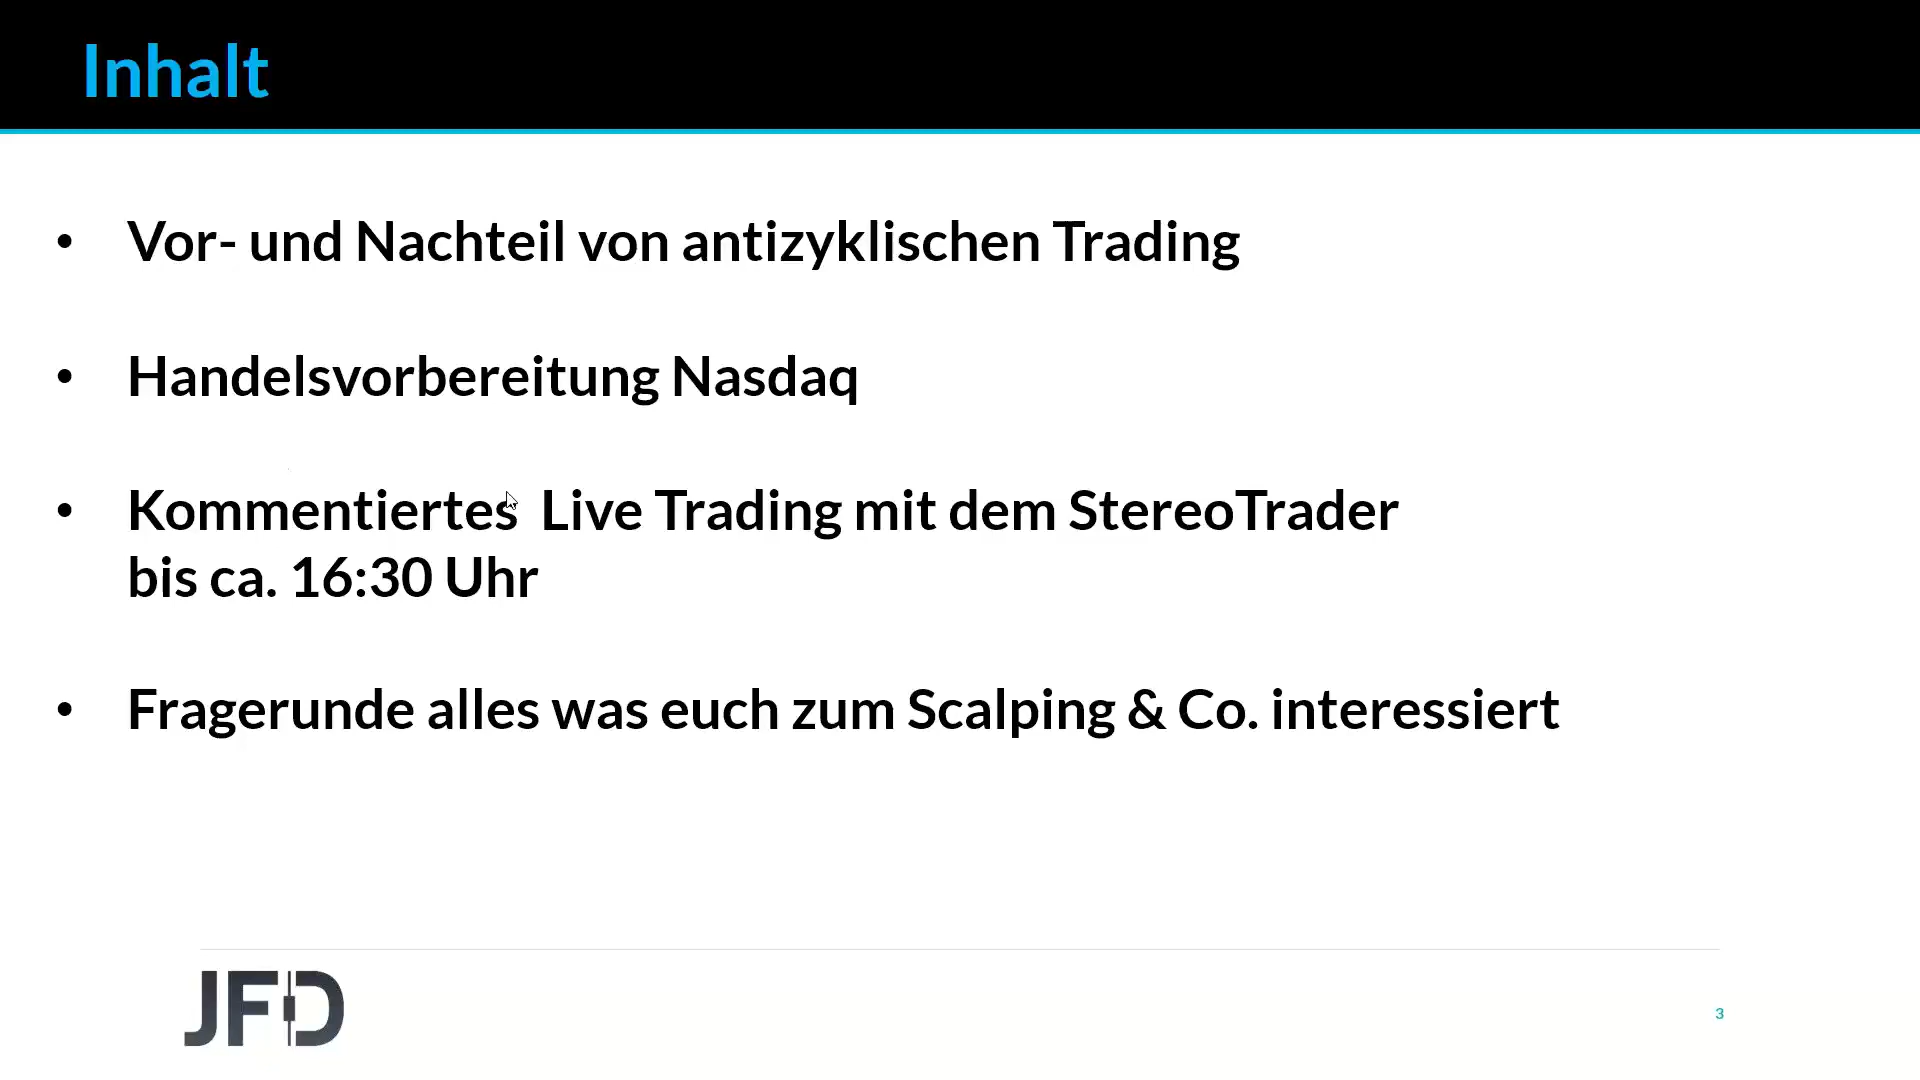 Inhalt
• Vor- und Nachteil von antizyklischen Trading
• Handelsvorbereitung Nasdaq
• Kommentiertes  Live Trading mit dem StereoTrader
bis ca. 16:30 Uhr
• Fragerunde alles was euch zum Scalping & Co. interessiert
JFD
3